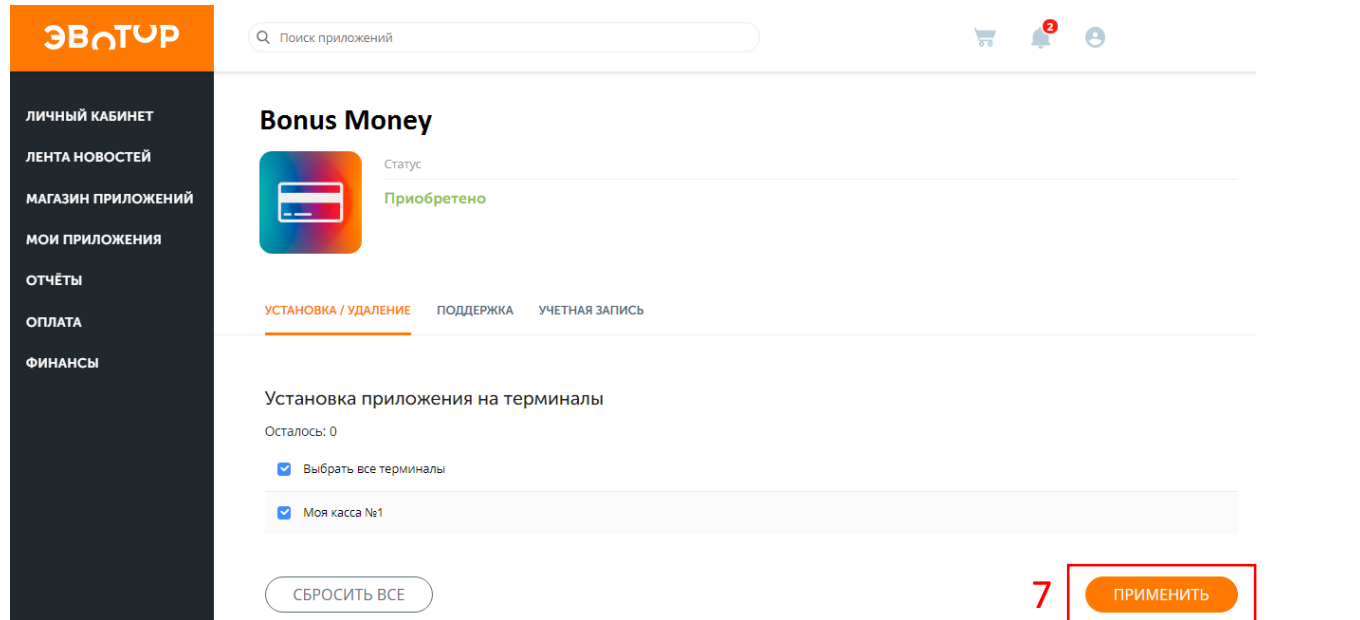 ЭВОТОР
Поиск приложений
2
ЛИЧНЫЙ КАБИНЕТ
ЛЕНТА НОВОСТЕЙ
МАГАЗИН ПРИЛОЖЕНИЙ
МОИ ПРИЛОЖЕНИЯ
ОТЧЁТЫ
ОПЛАТА
ФИНАНСЫ
Bonus Money
Статус
Приобретено
УСТАНОВКА / УДАЛЕНИЕ ПОДДЕРЖКА УЧЕТНАЯ ЗАПИСЬ
Установка приложения на терминалы
Осталось: 0
Выбрать все терминалы
Моя касса №1
СБРОСИТЬ ВСЕ 7 ПРИМЕНИТЬ